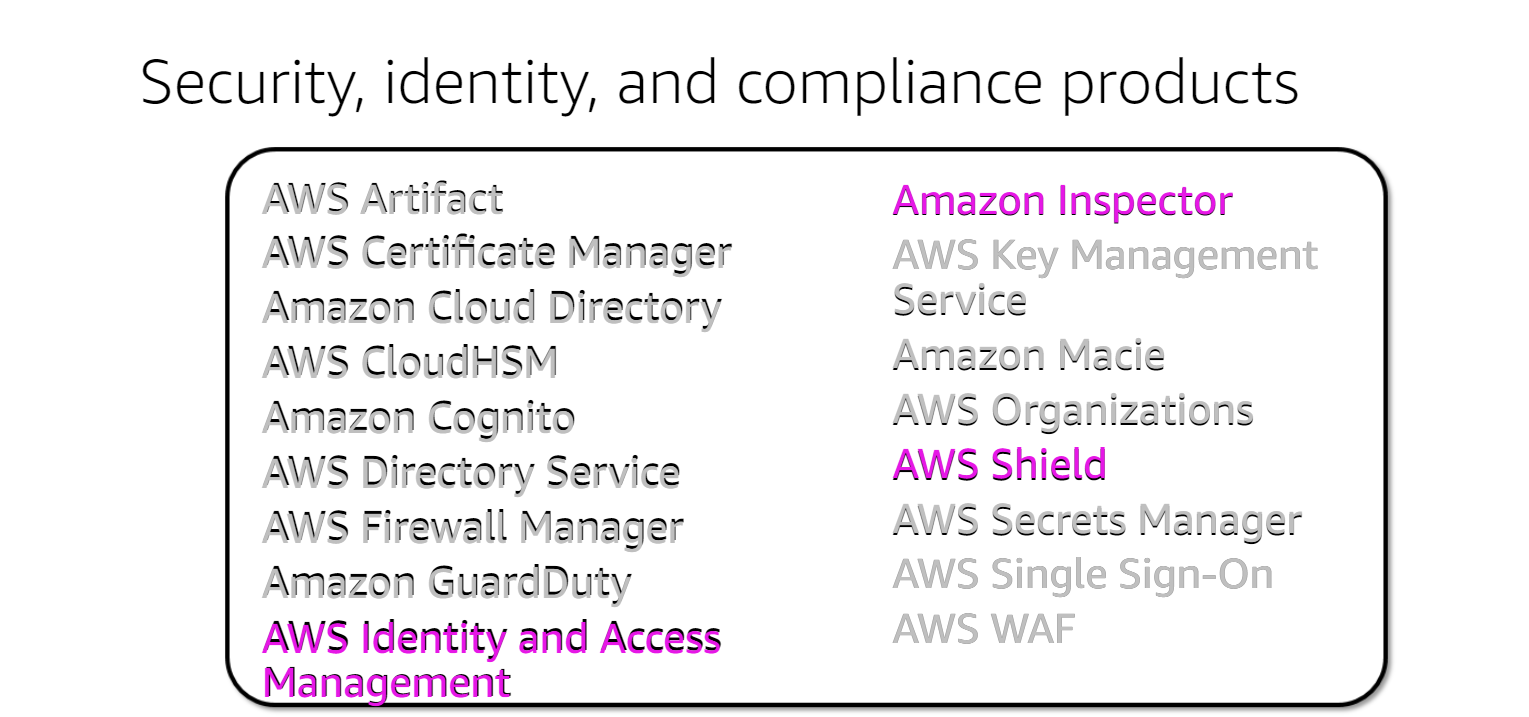 Security, identity, and compliance products
AWS Artifact
AWS Certificate Manager
Amazon Cloud Directory
AWS CloudHSM
Amazon Cognito
AWS Directory Service
AWS Firewall Manager
Amazon GuardDuty
AWS Identity and Access
Management
Amazon Inspector
AWS Key Management
Service
Amazon Macie
AWS Organizations
AWS Shield
AWS Secrets Manager
AWS Single Sign-On
AWS WAF